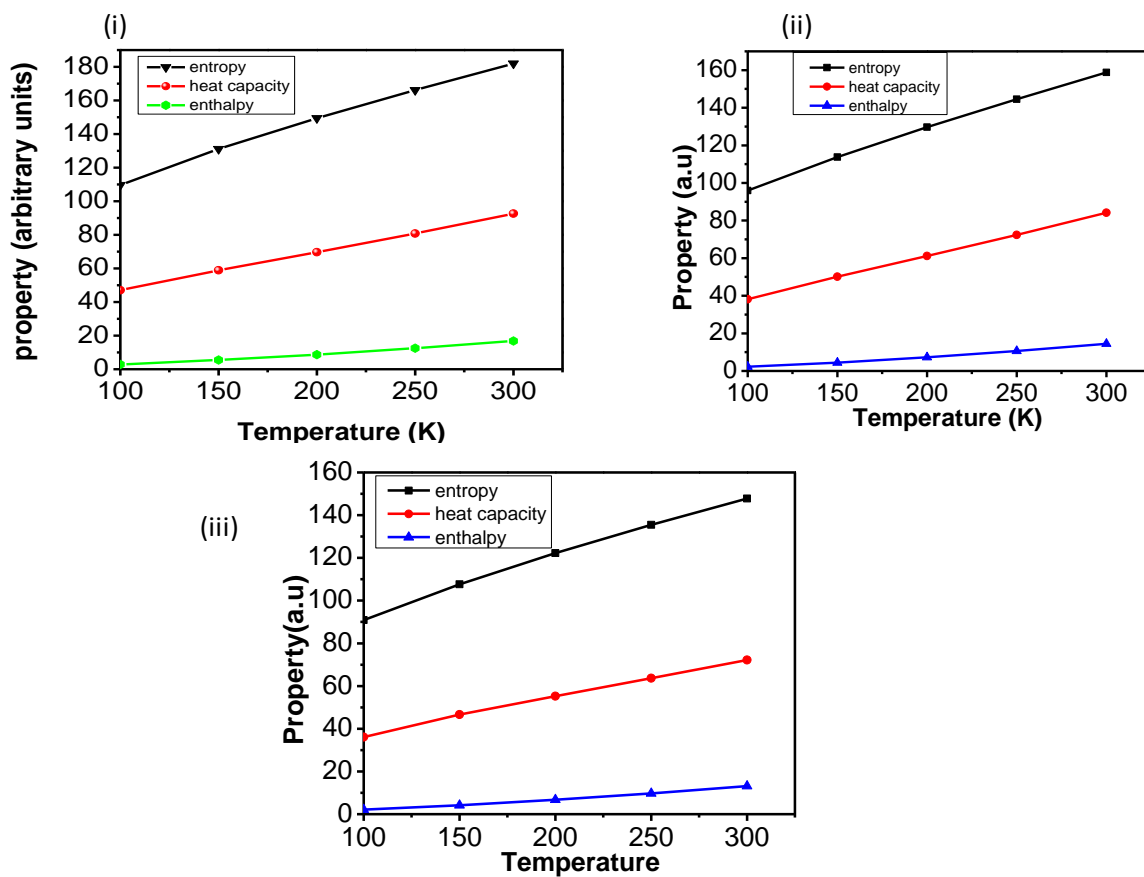 (i)
property (arbitrary units)
180
160
140
120
100
80
60
40
20
0
entropy
heat capacity
enthalpy
100 150 200 250 300
Temperature (K)
(ii)
Property (a.u)
160
140
120
100
80
60
40
20
0
entropy
heat capacity
enthalpy
100 150 200 250 300
Temperature (K)
(iii)
Property(a.u)
160
140
120
100
80
60
40
20
0
entropy
heat capacity
enthalpy
100 150 200 250 300
Temperature